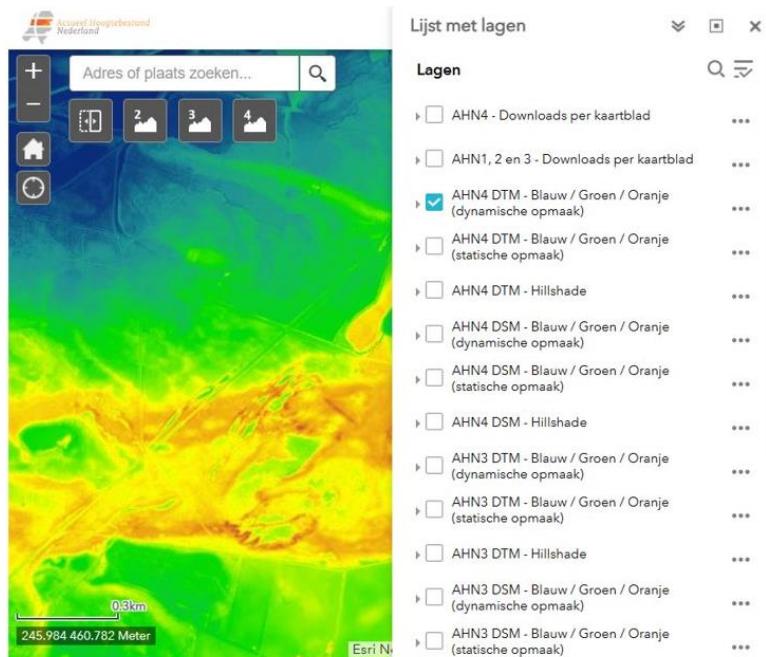 Actueel Hoogtebestand
Nederland
Adres of plaats zoeken...
2
3
4
0.3km
245.984 460.782 Meter
Esri
Lijst met lagen
Lagen
AHN4 - Downloads per kaartblad
AHN1, 2 en 3 - Downloads per kaartblad
AHN4 DTM - Blauw / Groen / Oranje
(dynamische opmaak)
AHN4 DTM - Blauw / Groen / Oranje
(statische opmaak)
AHN4 DTM - Hillshade
AHN4 DSM - Blauw / Groen / Oranje
(dynamische opmaak)
AHN4 DSM - Blauw / Groen / Oranje
(statische opmaak)
AHN4 DSM - Hillshade
AHN3 DTM - Blauw / Groen / Oranje
(dynamische opmaak)
AHN3 DTM - Blauw / Groen / Oranje
(statische opmaak)
AHN3 DTM - Hillshade
AHN3 DSM - Blauw / Groen / Oranje
(dynamische opmaak)
AHN3 DSM - Blauw / Groen / Oranje
(statische opmaak)